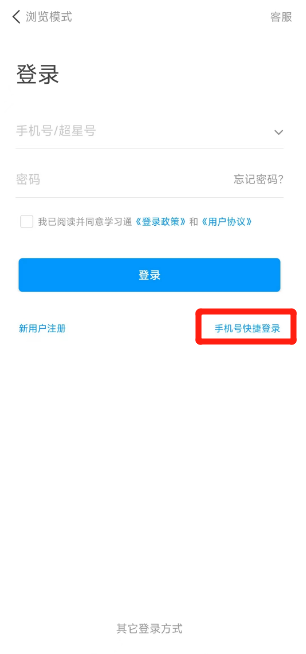 浏览模式 客服
登录
手机号/超星号
密码 忘记密码?
我已阅读并同意学习通《登录政策》和《用户协议》
登录
新用户注册 手机号快捷登录
其它登录方式